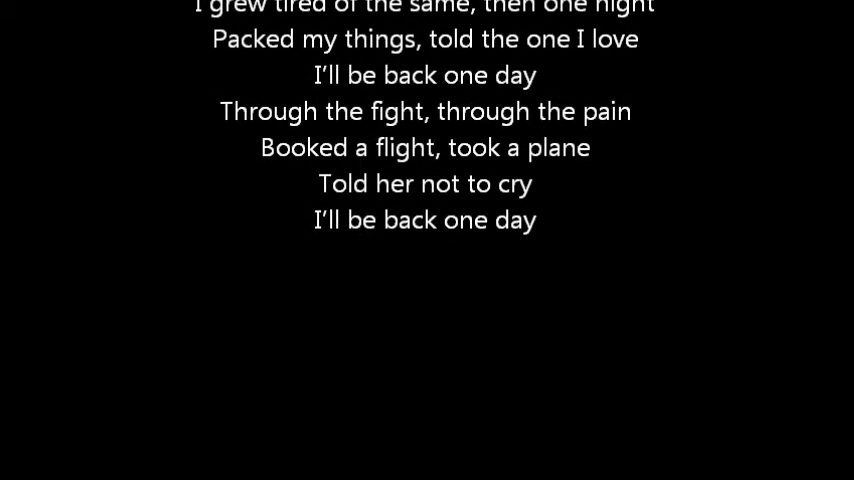 I grew tired of the same, then one night
Packed my things, told the one I love
I'll be back one day
Through the fight, through the pain
Booked a flight, took a plane
Told her not to cry
I'll be back one day